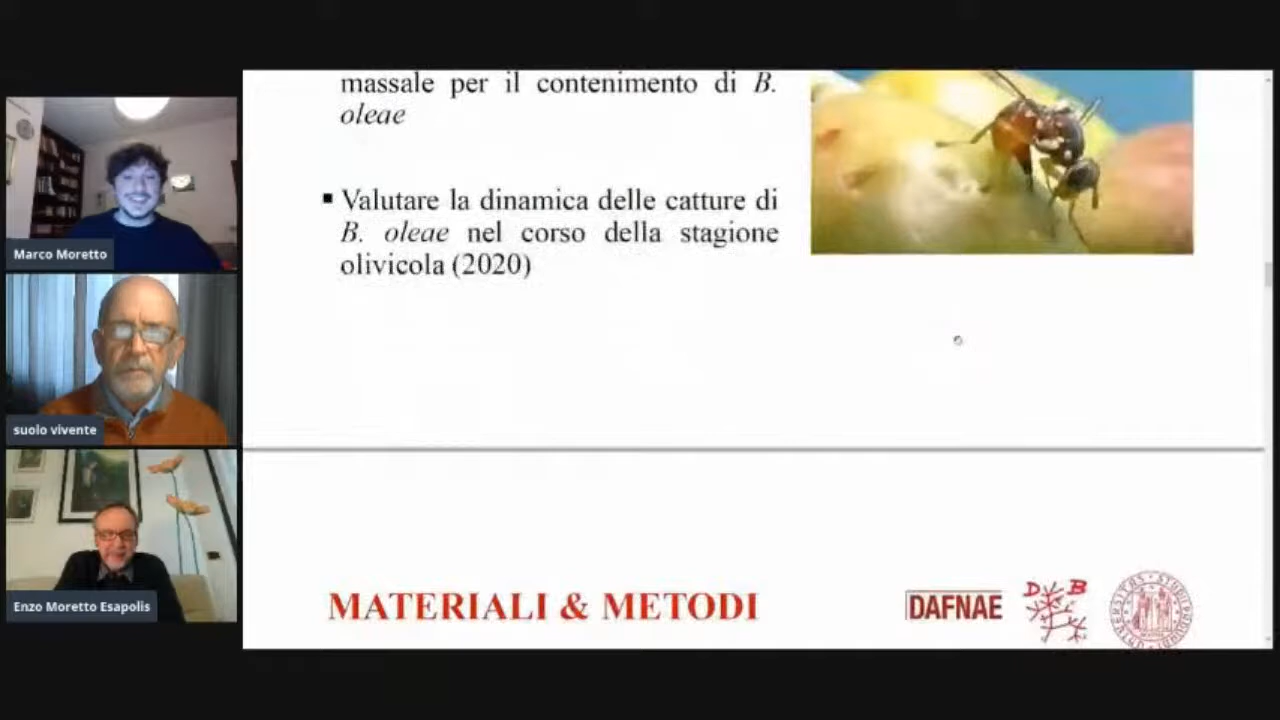 massale per il contenimento di B.
oleae
▪ Valutare la dinamica delle catture di
B. oleae nel corso della stagione
olivicola (2020)
MATERIALI & METODI
DAFNAE
D B
Marco Moretto
suolo vivente
Enzo Moretto Esapolis